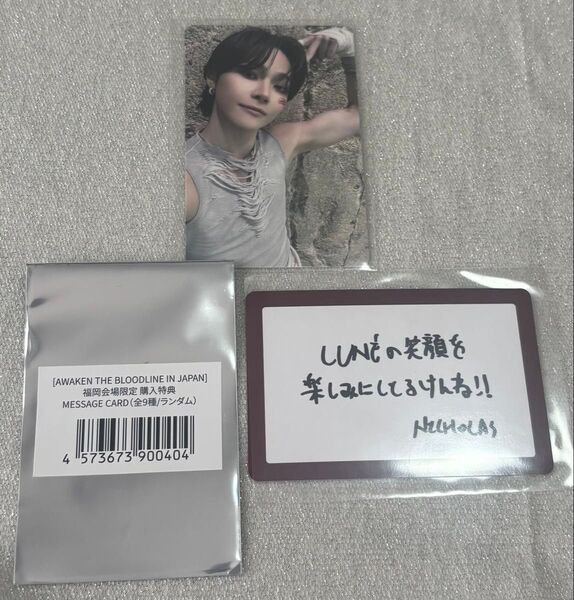 [AWAKEN THE BLOODLINE IN JAPAN]
福岡会場限定 購入特典
MESSAGE CARD（全9種/ランダム）
4 573673 900404
LUNÉの笑顔を
楽しみにしてるけんね!!
NICHOLAS